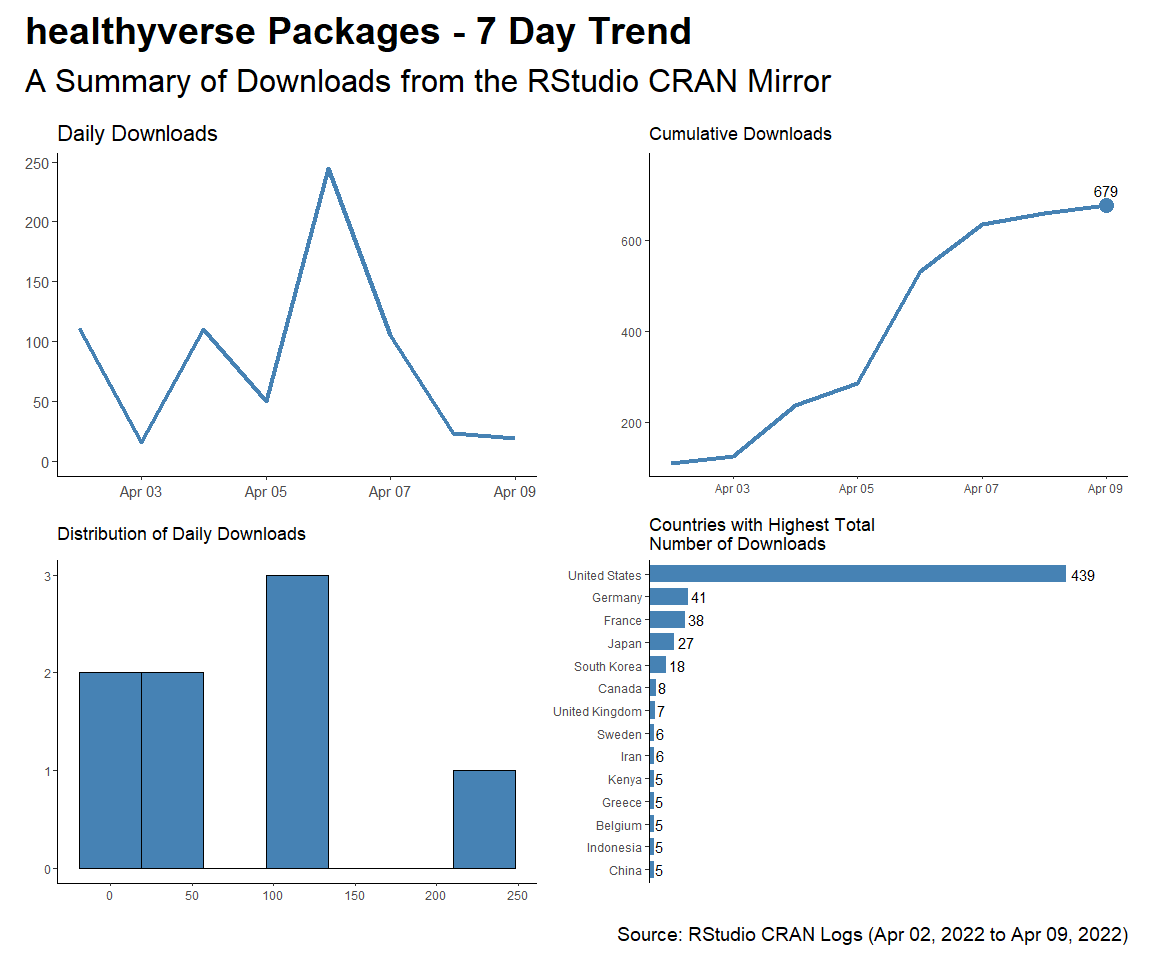 healthyverse Packages - 7 Day Trend
A Summary of Downloads from the RStudio CRAN Mirror
Daily Downloads
250
200
150
100
50
0
Apr 03 Apr 05 Apr 07 Apr 09
Cumulative Downloads
679
600
400
200
Apr 03 Apr 05 Apr 07 Apr 09
Distribution of Daily Downloads
3
2
1
0
0 50 100 150 200 250
Countries with Highest Total
Number of Downloads
United States 439
Germany 41
France 38
Japan 27
South Korea 18
Canada 8
United Kingdom 7
Sweden 6
Iran 6
Kenya 5
Greece 5
Belgium 5
Indonesia 5
China 5
Source: RStudio CRAN Logs (Apr 02, 2022 to Apr 09, 2022)